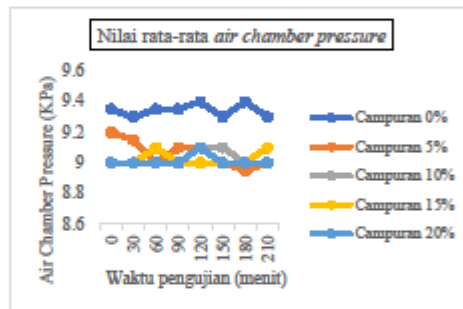 Nilai rata-rata air chamber pressure
Air Chamber Pressure (KPa)
9.6
9.4
9.2
9
8.8
8.6
0
30
60
90
120
150
180
210
Waktu pengujian (menit)
Campuran 0%
Campuran 5%
Campuran 10%
Campuran 15%
Campuran 20%